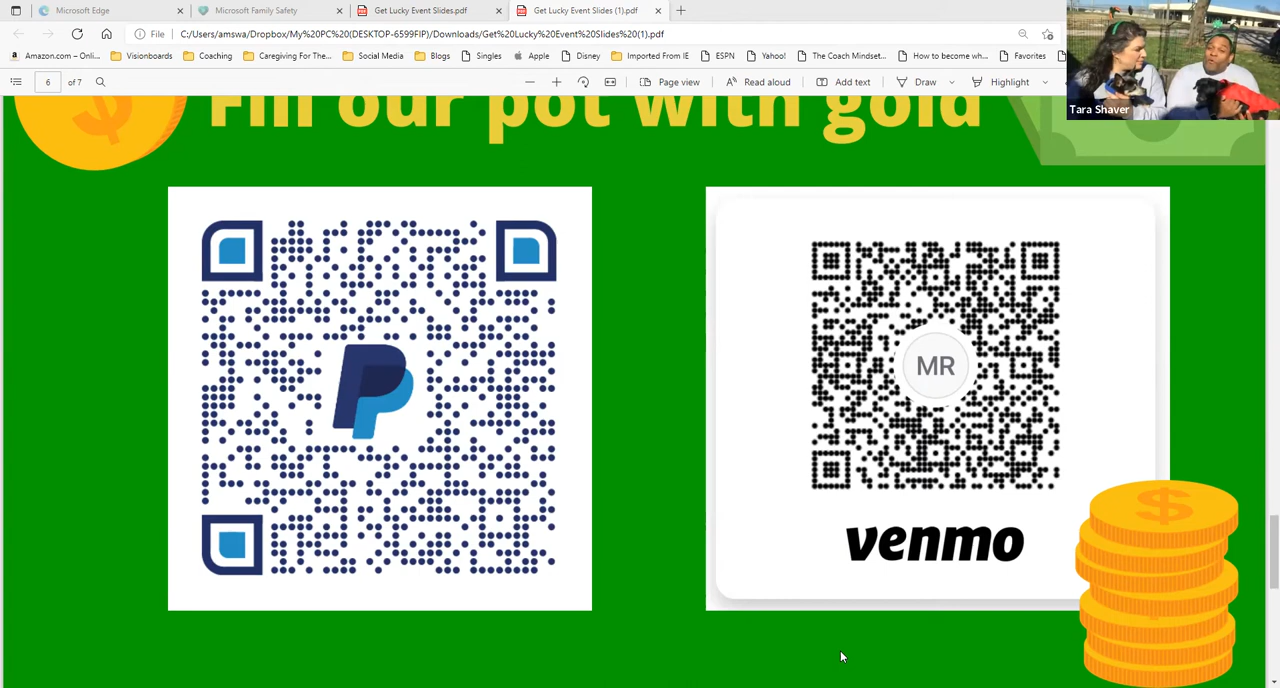 Microsoft Edge
Microsoft Family Safety
Get Lucky Event Slides.pdf
Get Lucky Event Slides (1).pdf
File
C:/Users/amswa/Dropbox/My%20PC%20(DESKTOP-6599FIP)/Downloads/Get%20Lucky%20Event%20Slides%20(1).pdf
Amazon.com – Onli...
Visionboards
Coaching
Caregiving For The...
Social Media
Blogs
Singles
Apple
Disney
Imported From IE
ESPN
Yahoo!
The Coach Mindset...
How to become wh...
Favorites
6 of 7
Page view
Read aloud
Add text
Draw
Highlight
Tara Shaver
Fill our pot with gold
MR
venmo